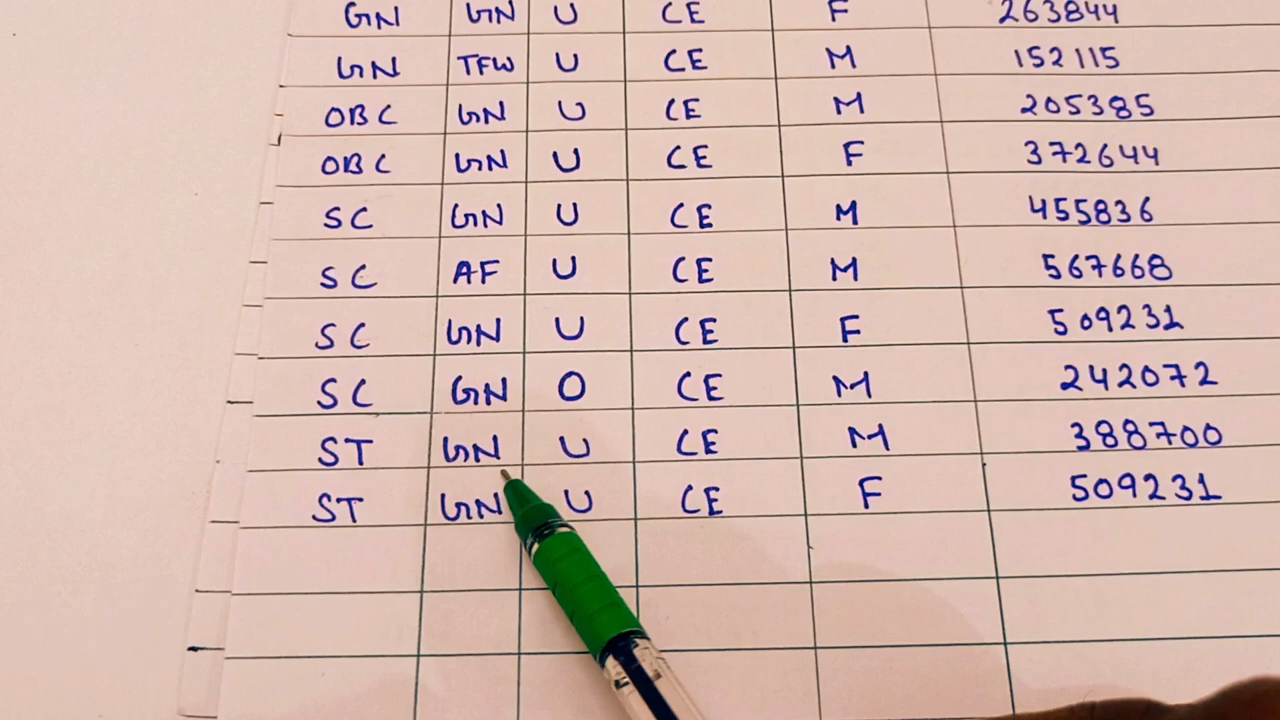 GN GN U CE F 263844
GN TFW U CE M 152115
OBC GN U CE M 205385
OBC GN U CE F 372644
SC GN U CE M 455836
SC AF U CE M 567668
SC GN U CE F 509231
SC GN O CE M 242072
ST GN U CE M 388700
ST GN U CE F 509231